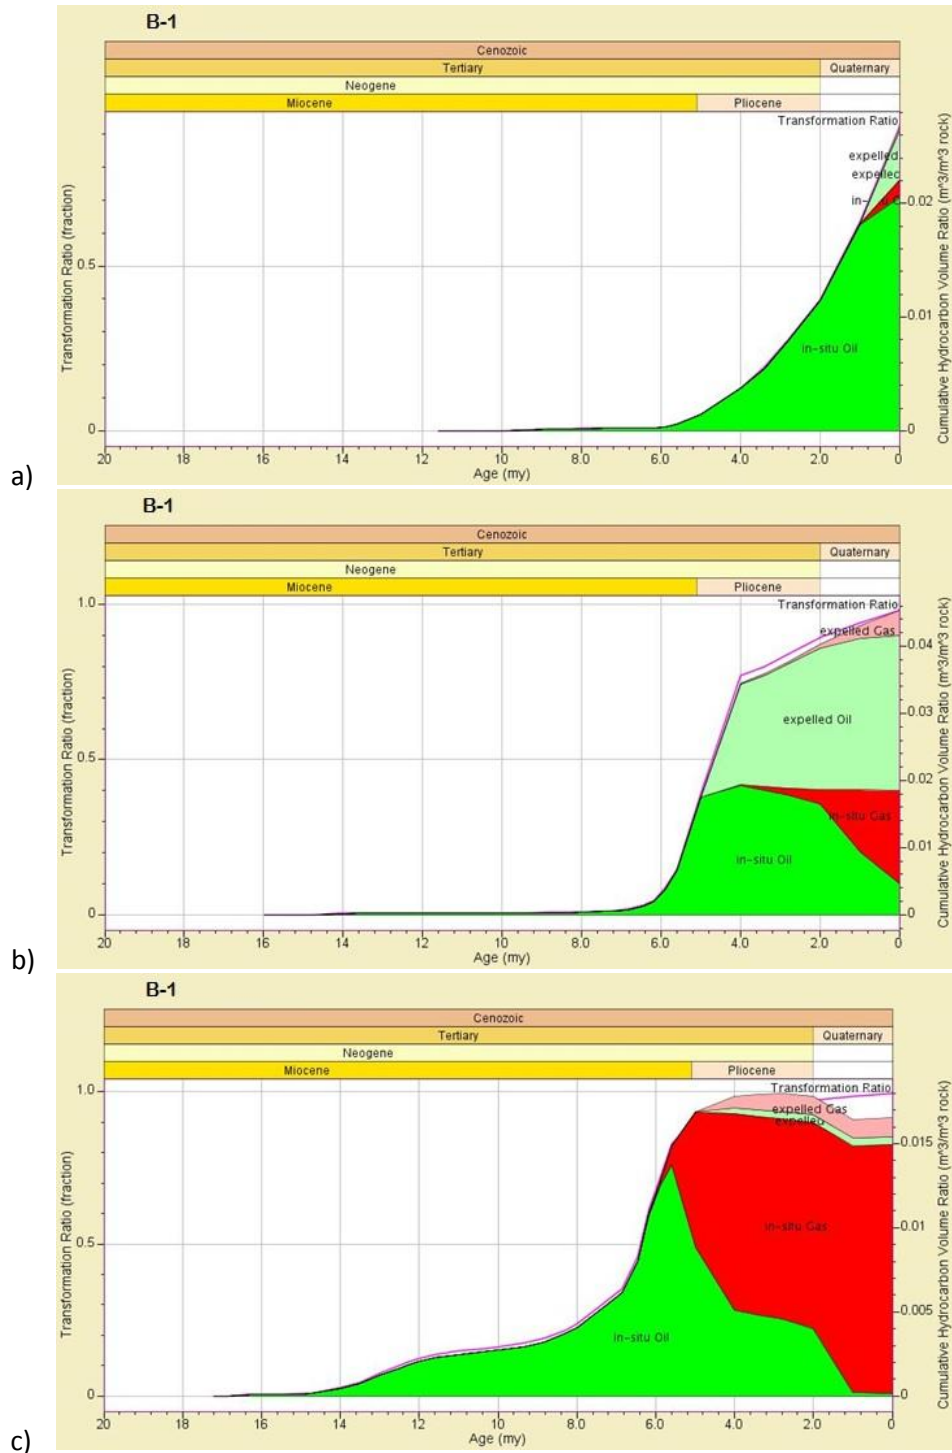 B-1
Cenozoic
Tertiary Quaternary
Neogene
Miocene Pliocene
Transformation Ratio
expelled
expelled
in-
in-situ Oil
Transformation Ratio (fraction)
0.5
0
Cumulative Hydrocarbon Volume Ratio (m^3/m^3 rock)
0.02
0.01
0
20 18 16 14 12 10 8.0 6.0 4.0 2.0 0
Age (my)
a)
B-1
Cenozoic
Tertiary Quaternary
Neogene
Miocene Pliocene
Transformation Ratio
expelled Gas
expelled Oil
in-situ Gas
in-situ Oil
Transformation Ratio (fraction)
1.0
0.5
0
Cumulative Hydrocarbon Volume Ratio (m^3/m^3 rock)
0.04
0.03
0.02
0.01
0
20 18 16 14 12 10 8.0 6.0 4.0 2.0 0
Age (my)
b)
B-1
Cenozoic
Tertiary Quaternary
Neogene
Miocene Pliocene
Transformation Ratio
expelled Gas
expelled
in-situ Gas
in-situ Oil
Transformation Ratio (fraction)
1.0
0.5
0
Cumulative Hydrocarbon Volume Ratio (m^3/m^3 rock)
0.015
0.01
0.005
0
20 18 16 14 12 10 8.0 6.0 4.0 2.0 0
Age (my)
c)